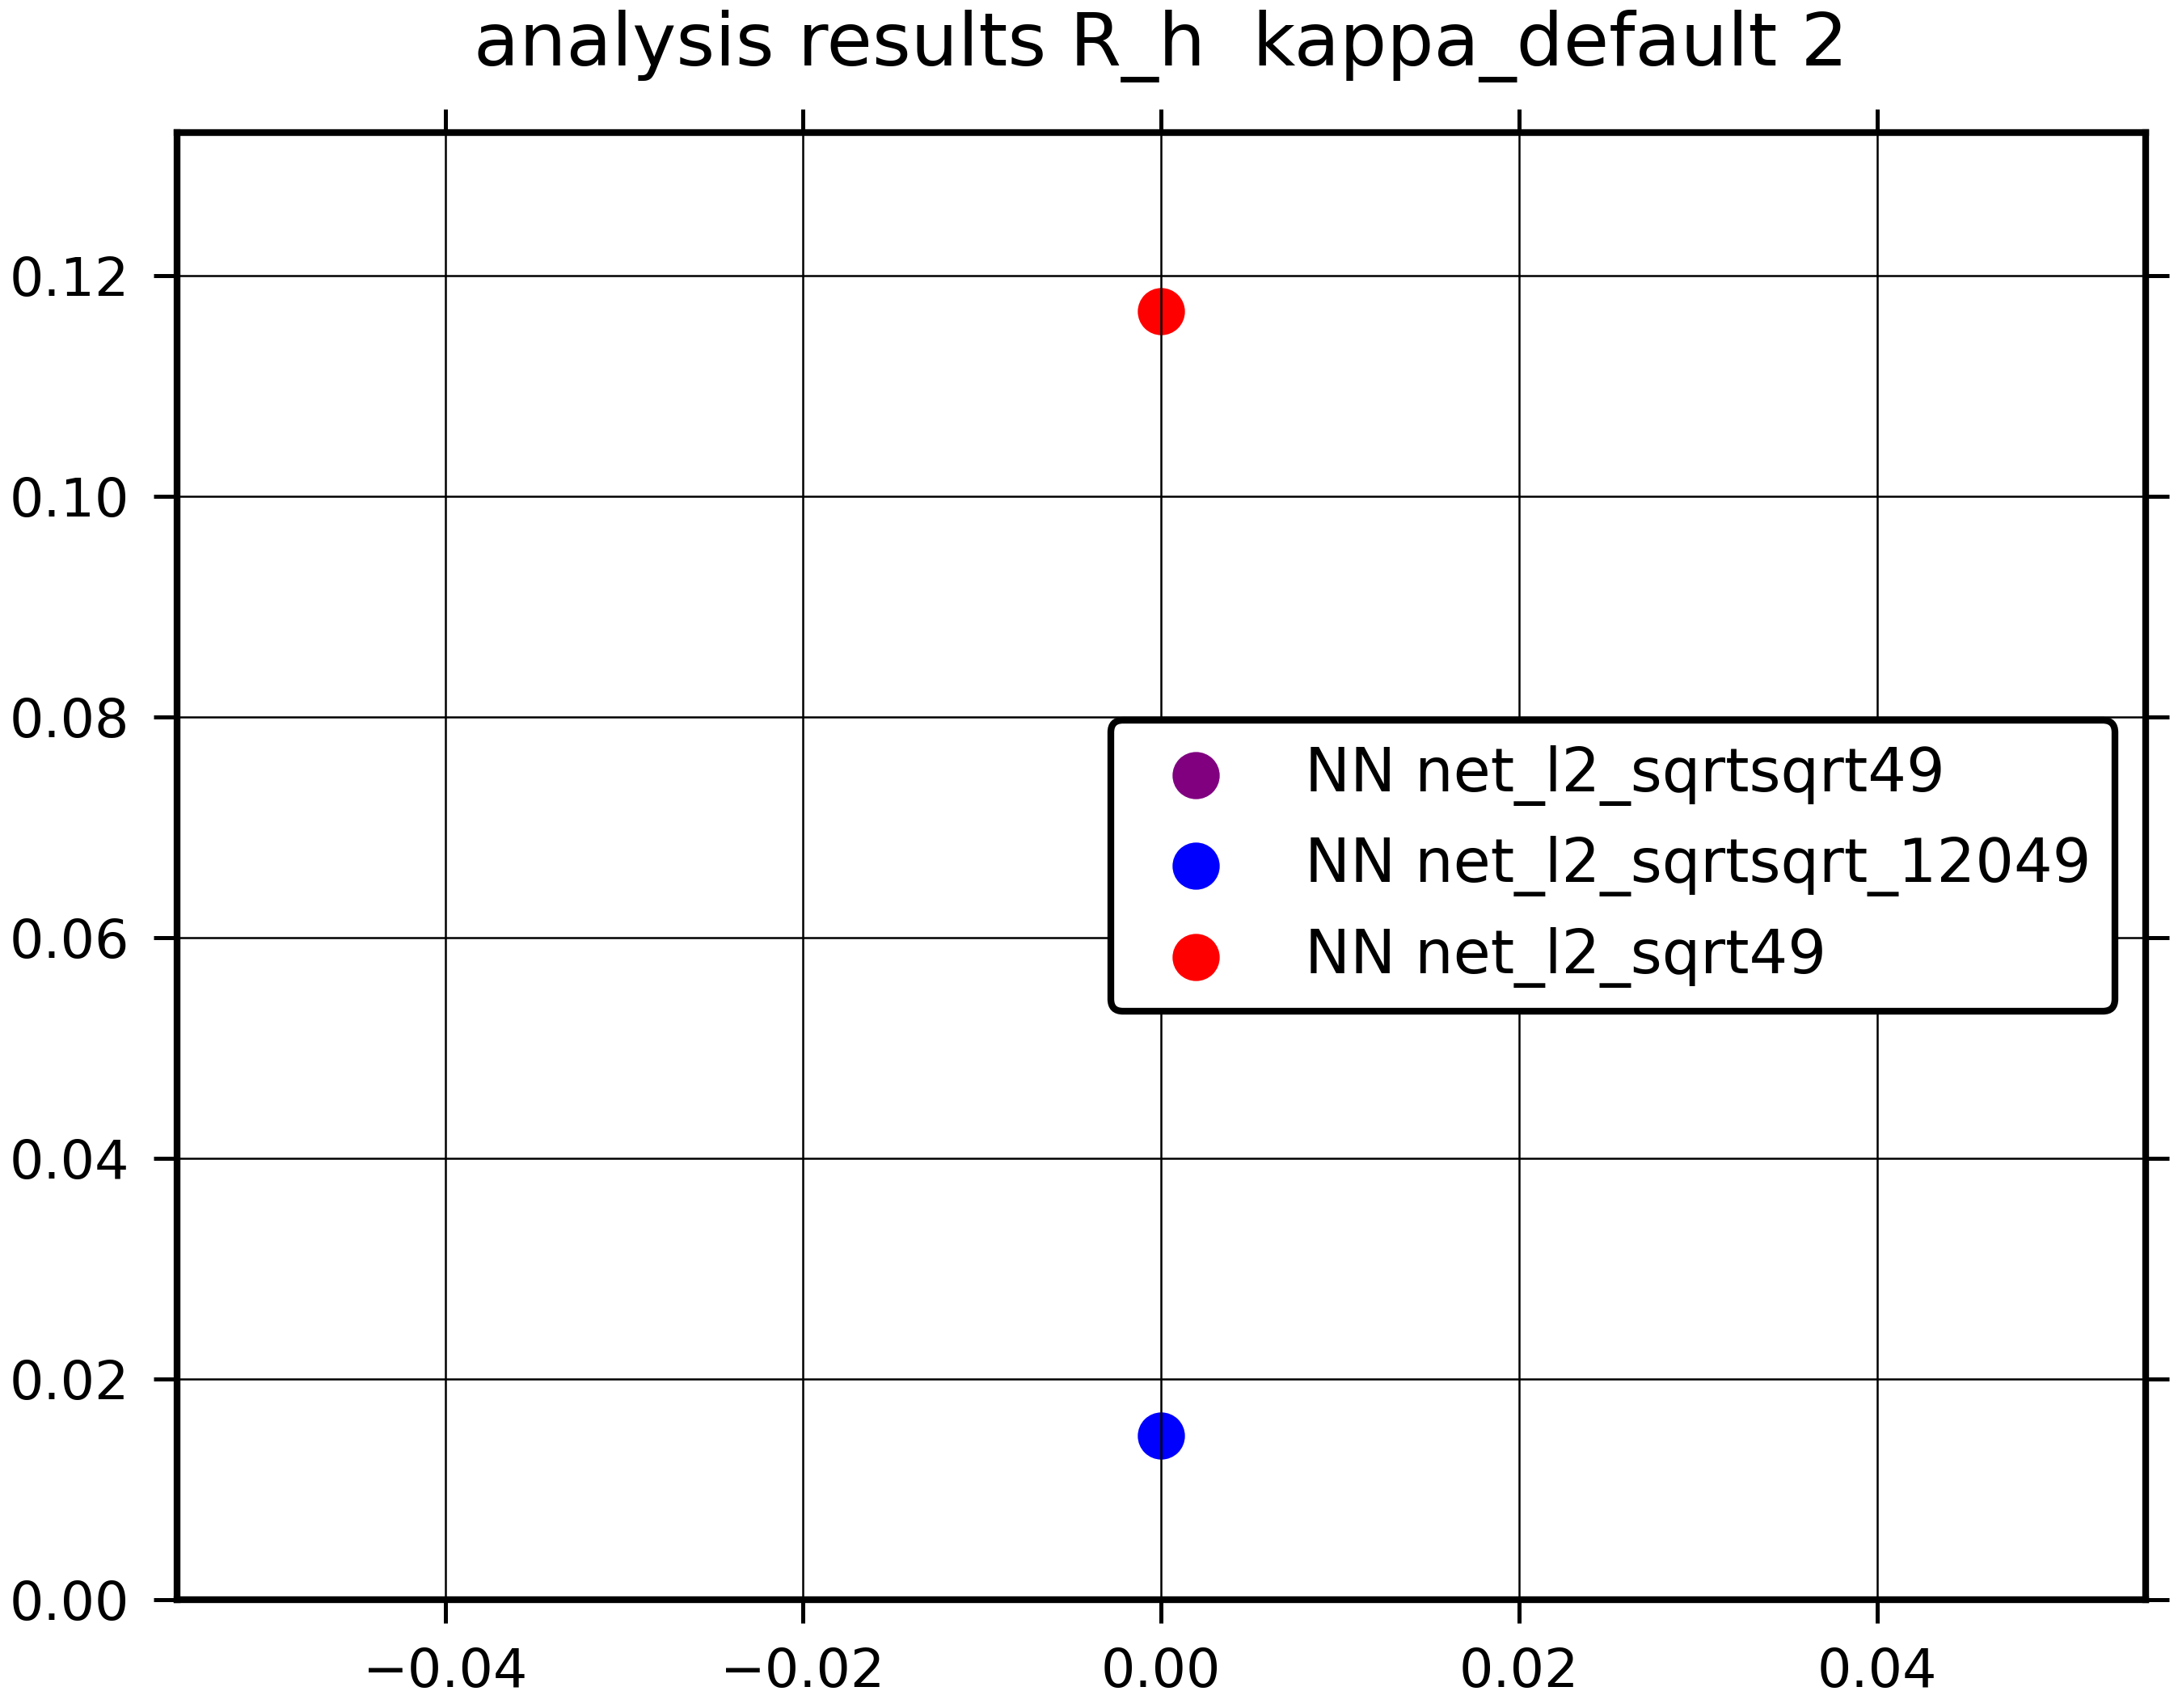 analysis results R_h  kappa_default 2
0.12
0.10
0.08
NN net_l2_sqrtsqrt49
NN net_l2_sqrtsqrt_12049
0.06
NN net_l2_sqrt49
0.04
0.02
0.00
−0.04 −0.02 0.00 0.02 0.04